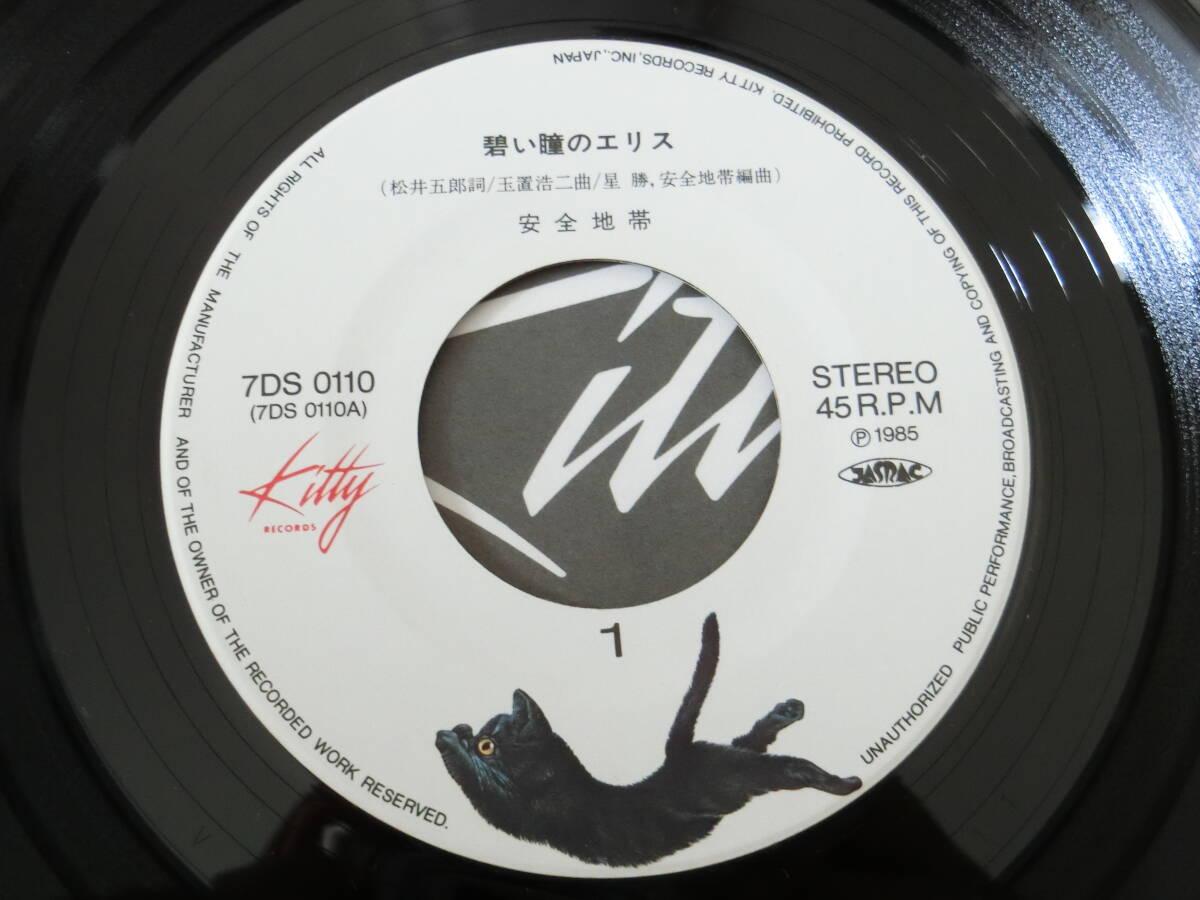 碧い瞳のエリス
(松井五郎詞/玉置浩二曲/星 勝,安全地帯編曲)
安全地帯
7DS 0110
(7DS 0110A)
Kitty
RECORDS
STEREO
45 R.P.M
Ⓟ 1985
JASRAC
1
ALL RIGHTS OF THE MANUFACTURER AND OF THE OWNER OF THE RECORDED WORK RESERVED.
UNAUTHORIZED PUBLIC PERFORMANCE, BROADCASTING AND COPYING OF THIS RECORD PROHIBITED. KITTY RECORDS, INC., JAPAN